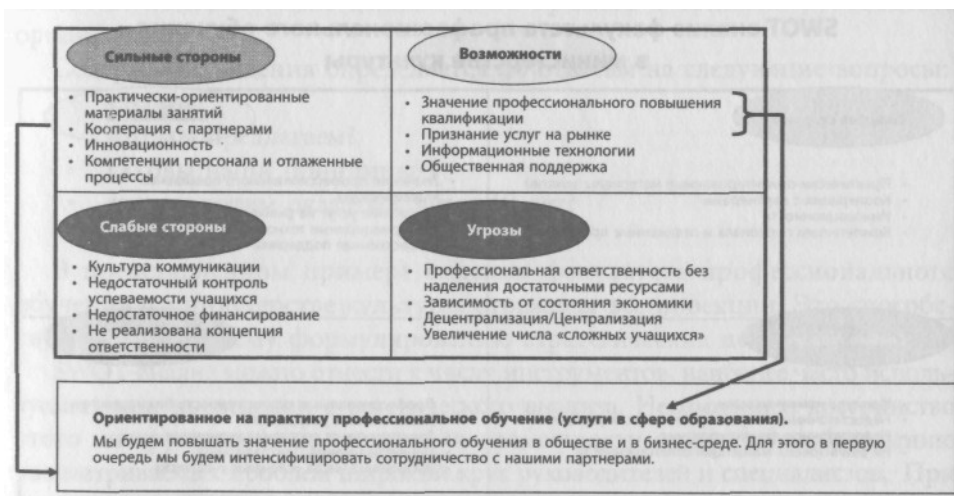 Сильные стороны
Возможности
• Практически-ориентированные
материалы занятий
• Кооперация с партнерами
• Инновационность
• Компетенции персонала и отлаженные
процессы
• Значение профессионального повышения
квалификации
• Признание услуг на рынке
• Информационные технологии
• Общественная поддержка
Слабые стороны
Угрозы
• Культура коммуникации
• Недостаточный контроль
успеваемости учащихся
• Недостаточное финансирование
• Не реализована концепция
ответственности
Профессиональная ответственность без
наделения достаточными ресурсами
Зависимость от состояния экономики
Децентрализация/Централизация
Увеличение числа «сложных учащихся»
Ориентированное на практику профессиональное обучение (услуги в сфере образования).
Мы будем повышать значение профессионального обучения в обществе и в бизнес-среде. Для этого в первую
очередь мы будем интенсифицировать сотрудничество с нашими партнерами.